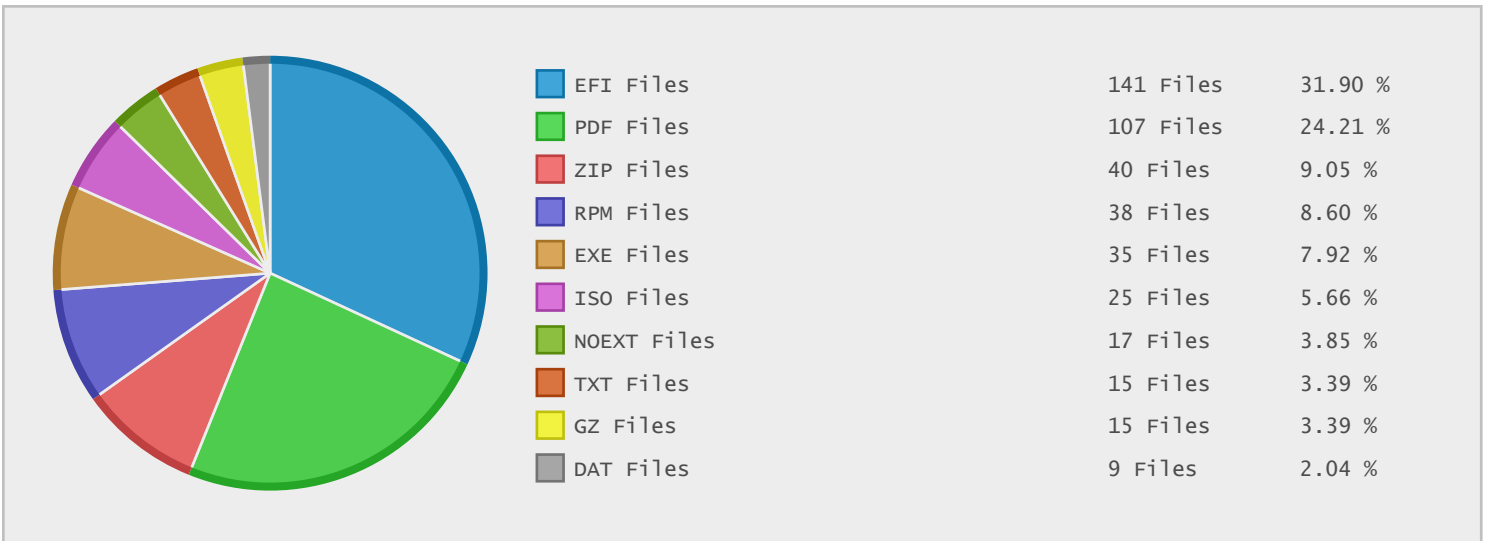 EFI Files 141 Files 31.90 %
PDF Files 107 Files 24.21 %
ZIP Files 40 Files 9.05 %
RPM Files 38 Files 8.60 %
EXE Files 35 Files 7.92 %
ISO Files 25 Files 5.66 %
NOEXT Files 17 Files 3.85 %
TXT Files 15 Files 3.39 %
GZ Files 15 Files 3.39 %
DAT Files 9 Files 2.04 %